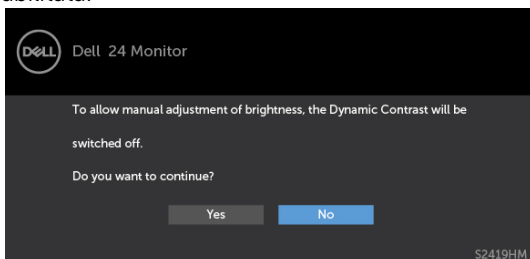 DELL Dell 24 Monitor
To allow manual adjustment of brightness, the Dynamic Contrast will be
switched off.
Do you want to continue?
Yes No
S2419HM